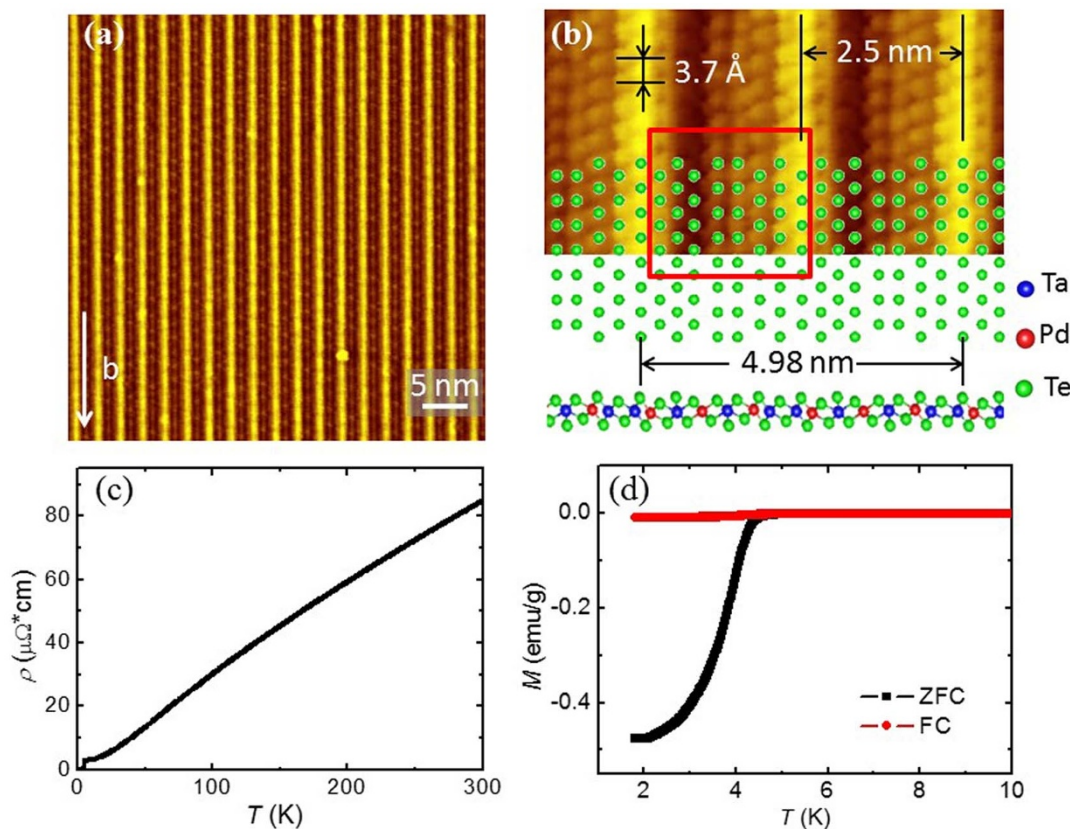 (a)
b
5 nm
(b)
3.7 Å
2.5 nm
4.98 nm
Ta
Pd
Te
(c)
80
60
40
20
0
0 100 200 300
ρ (μΩ*cm)
T (K)
(d)
0.0
-0.2
-0.4
2 4 6 8 10
M (emu/g)
T (K)
ZFC
FC